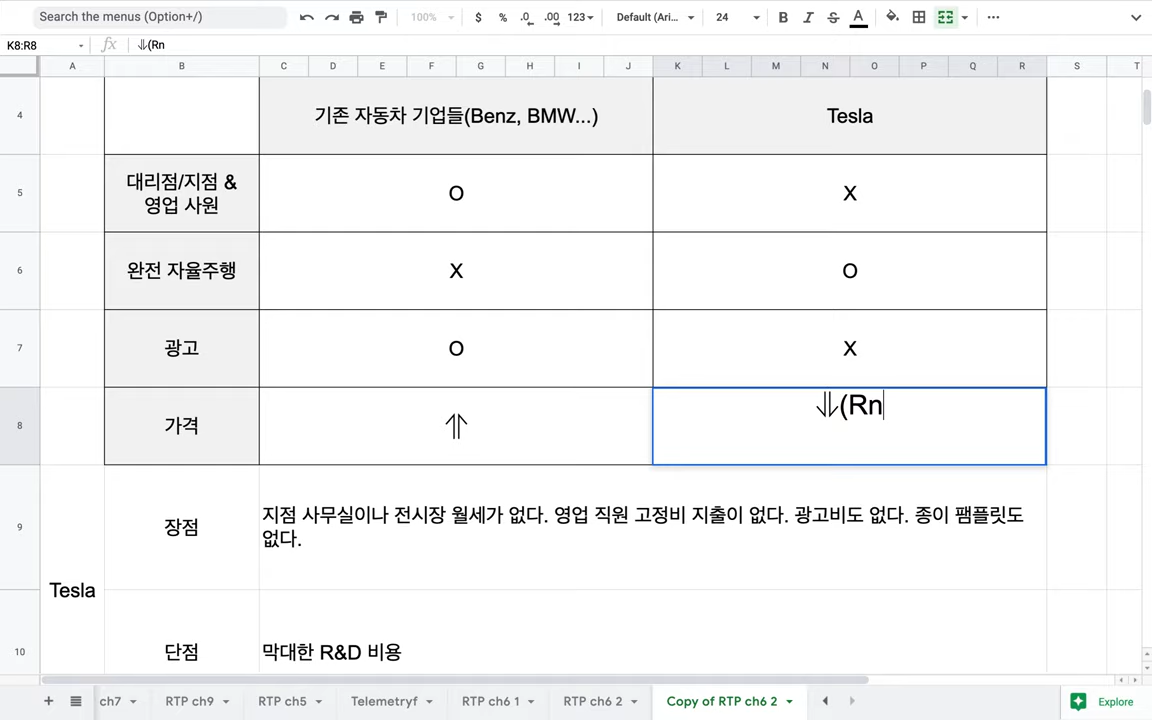 Search the menus (Option+/)
100%
$ % .0 .00 123
Default (Ari...
24
B I S A
K8:R8
fx ⥥(Rn
A B C D E F G H I J K L M N O P Q R S T
4 기존 자동차 기업들(Benz, BMW...) Tesla
5 대리점/지점 & 영업 사원 O X
6 완전 자율주행 X O
7 광고 O X
8 가격 ⥣ ⥥(Rn
9 장점 지점 사무실이나 전시장 월세가 없다. 영업 직원 고정비 지출이 없다. 광고비도 없다. 종이 팸플릿도
없다.
Tesla
10 단점 막대한 R&D 비용
ch7 RTP ch9 RTP ch5 Telemetryf RTP ch6 1 RTP ch6 2 Copy of RTP ch6 2 Explore